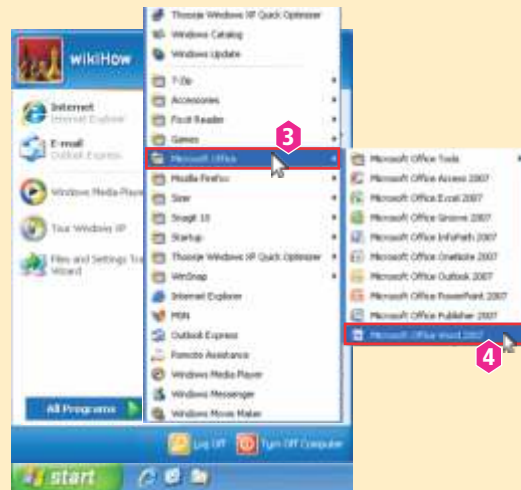 Thoosje Windows XP Quick Optimizer
Windows Catalog
Windows Update
wikiHow
7-Zip
Accessories
Foxit Reader
Games
3
Microsoft Office
Mozilla Firefox
Sizer
Snagit 10
Startup
Thoosje Windows XP Quick Optimizer
WinSnap
Internet Explorer
MSN
Outlook Express
Remote Assistance
Windows Media Player
Windows Messenger
Windows Movie Maker
Internet
Internet Explorer
E-mail
Outlook Express
Windows Media Player
Tour Windows XP
Files and Settings Tra
Wizard
All Programs
Microsoft Office Tools
Microsoft Office Access 2007
Microsoft Office Excel 2007
Microsoft Office Groove 2007
Microsoft Office InfoPath 2007
Microsoft Office OneNote 2007
Microsoft Office Outlook 2007
Microsoft Office PowerPoint 2007
Microsoft Office Publisher 2007
Microsoft Office Word 2007
4
Log Off
Turn Off Computer
start